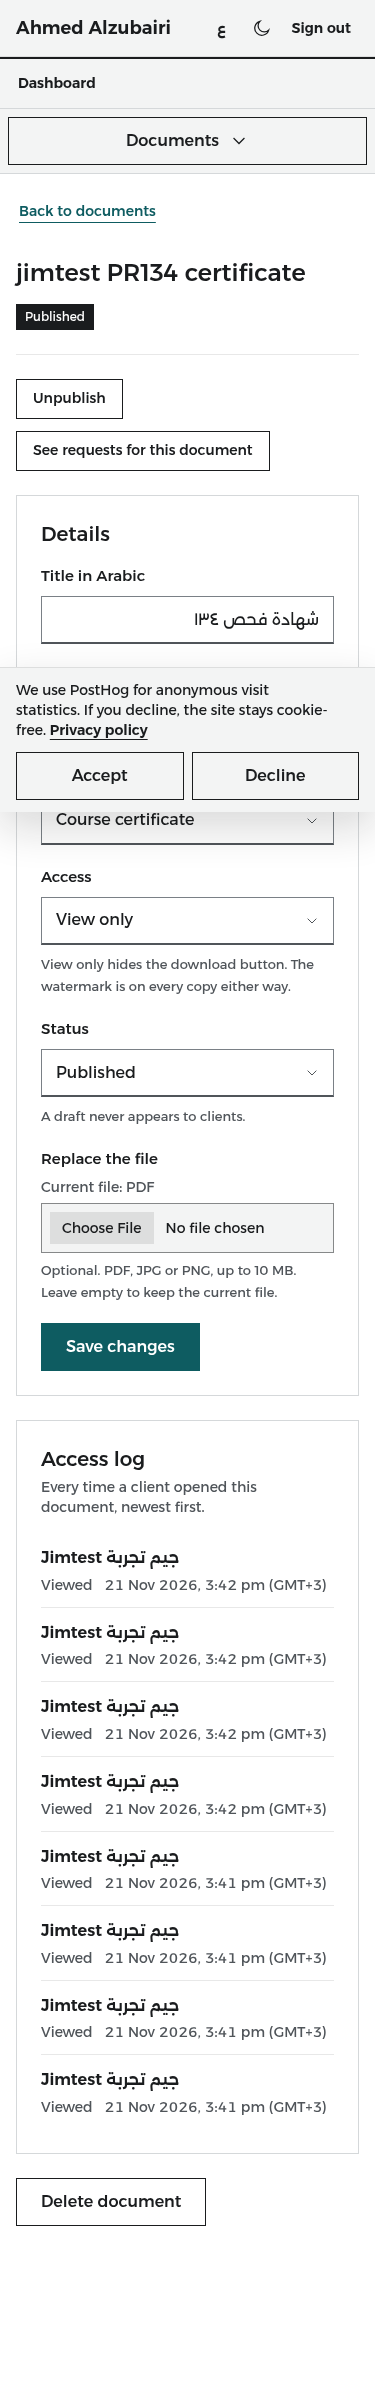 Ahmed Alzubairi
ع
Sign out
Dashboard
Documents
Back to documents
jimtest PR134 certificate
Published
Unpublish
See requests for this document
Details
Title in Arabic
شهادة فحص ١٣٤
We use PostHog for anonymous visit
statistics. If you decline, the site stays cookie-
free. Privacy policy
Accept
Decline
Course certificate
Access
View only
View only hides the download button. The
watermark is on every copy either way.
Status
Published
A draft never appears to clients.
Replace the file
Current file: PDF
Choose File No file chosen
Optional. PDF, JPG or PNG, up to 10 MB.
Leave empty to keep the current file.
Save changes
Access log
Every time a client opened this
document, newest first.
Jimtest جيم تجربة
Viewed 21 Nov 2026, 3:42 pm (GMT+3)
Jimtest جيم تجربة
Viewed 21 Nov 2026, 3:42 pm (GMT+3)
Jimtest جيم تجربة
Viewed 21 Nov 2026, 3:42 pm (GMT+3)
Jimtest جيم تجربة
Viewed 21 Nov 2026, 3:42 pm (GMT+3)
Jimtest جيم تجربة
Viewed 21 Nov 2026, 3:41 pm (GMT+3)
Jimtest جيم تجربة
Viewed 21 Nov 2026, 3:41 pm (GMT+3)
Jimtest جيم تجربة
Viewed 21 Nov 2026, 3:41 pm (GMT+3)
Jimtest جيم تجربة
Viewed 21 Nov 2026, 3:41 pm (GMT+3)
Delete document